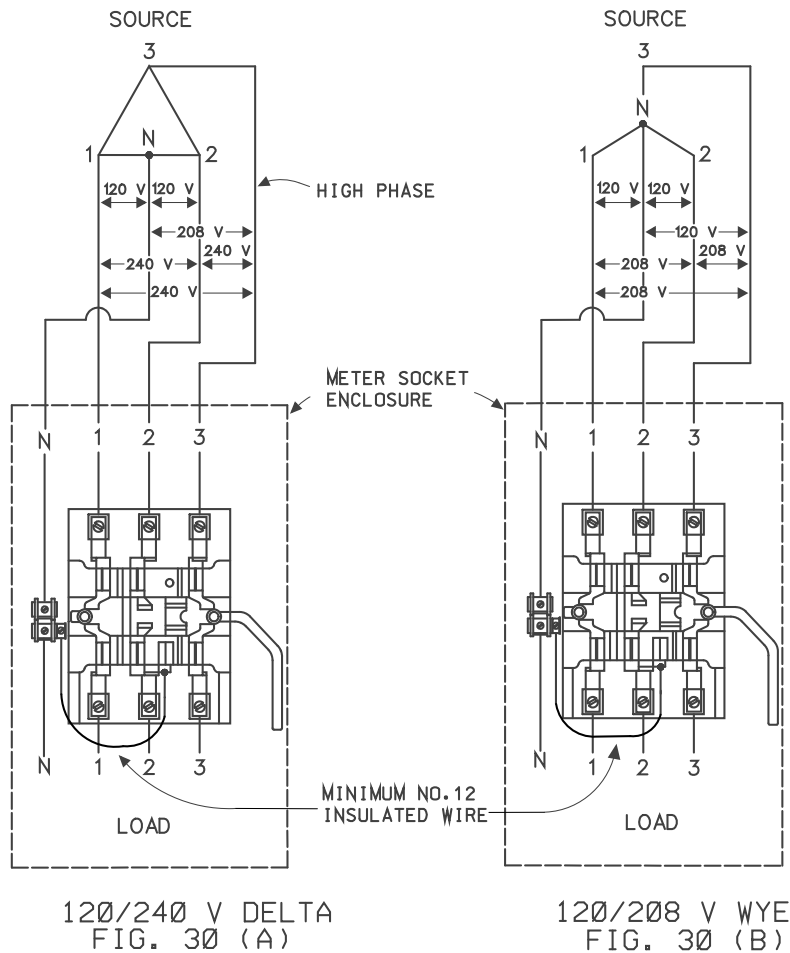 SOURCE
3
N
1
2
120 V
120 V
208 V
240 V
240 V
240 V
HIGH PHASE
SOURCE
3
N
1
2
120 V
120 V
120 V
208 V
208 V
208 V
METER SOCKET
ENCLOSURE
N 1 2 3
N 1 2 3
N 1 2 3
N 1 2 3
MINIMUM NO.12
INSULATED WIRE
LOAD
LOAD
120/240 V DELTA
FIG. 30 (A)
120/208 V WYE
FIG. 30 (B)